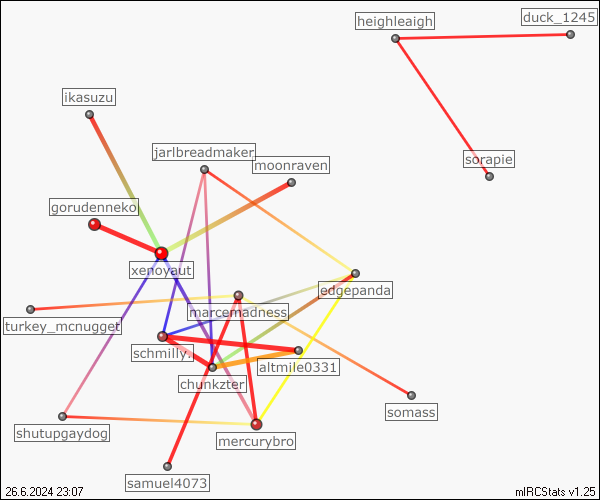 duck_1245
heighleaigh
ikasuzu
jarlbreadmaker
moonraven
sorapie
gorudenneko
xenoyaut
edgepanda
marcemadness
turkey_mcnugget
schmilly.
altmile0331
chunkzter
somass
shutupgaydog
mercurybro
samuel4073
26.6.2024 23:07
mIRCStats v1.25